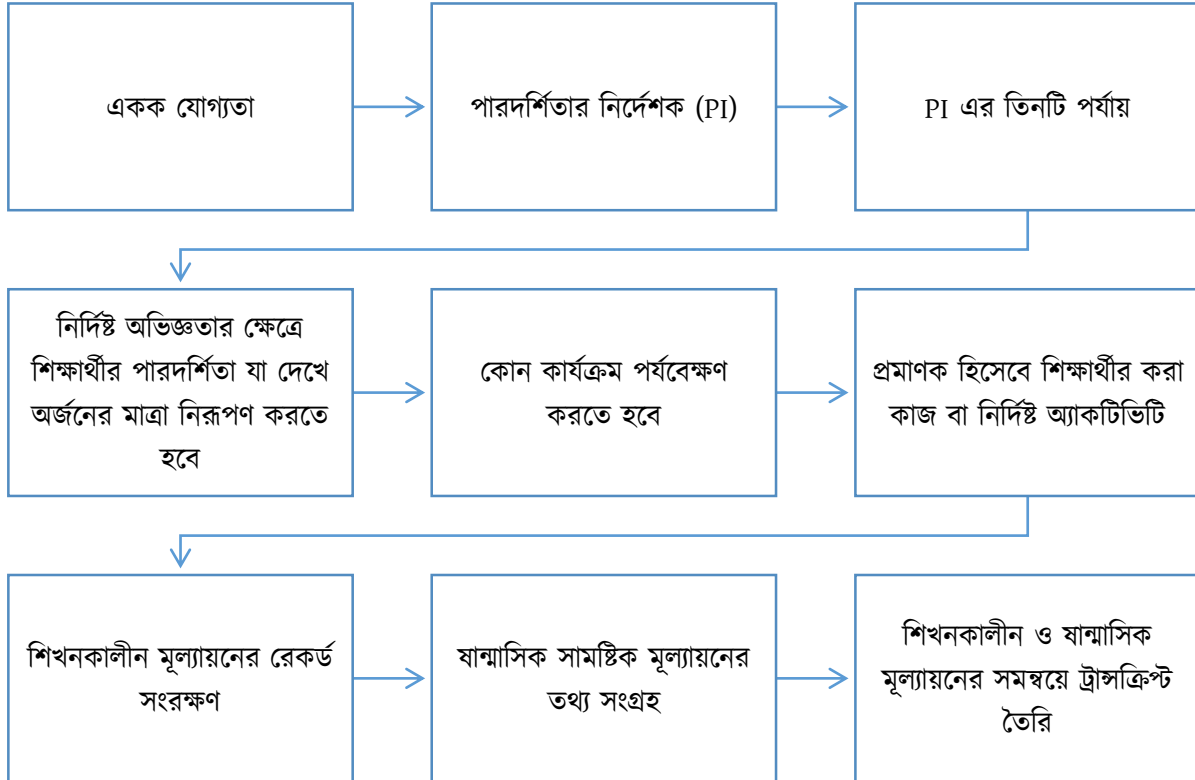 একক যোগ্যতা
পারদর্শিতার নির্দেশক (PI)
PI এর তিনটি পর্যায়
নির্দিষ্ট অভিজ্ঞতার ক্ষেত্রে
শিক্ষার্থীর পারদর্শিতা যা দেখে
অর্জনের মাত্রা নিরূপণ করতে
হবে
কোন কার্যক্রম পর্যবেক্ষণ
করতে হবে
প্রমাণক হিসেবে শিক্ষার্থীর করা
কাজ বা নির্দিষ্ট অ্যাকটিভিটি
শিখনকালীন মূল্যায়নের রেকর্ড
সংরক্ষণ
ষান্মাসিক সামষ্টিক মূল্যায়নের
তথ্য সংগ্রহ
শিখনকালীন ও ষান্মাসিক
মূল্যায়নের সমন্বয়ে ট্রান্সক্রিপ্ট
তৈরি